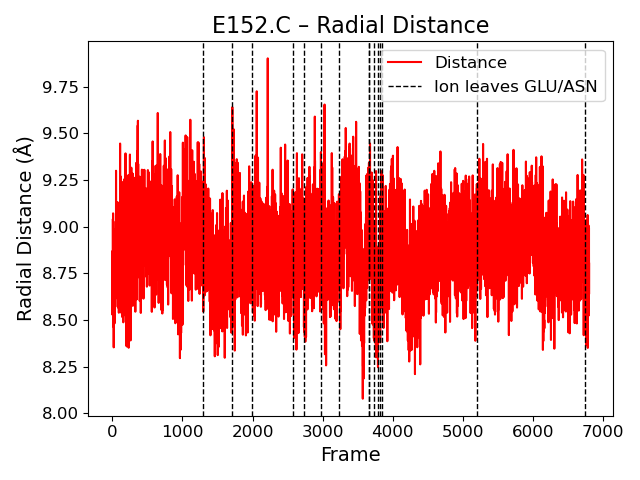 E152.C – Radial Distance
Distance
Ion leaves GLU/ASN
Radial Distance (Å)
9.75
9.50
9.25
9.00
8.75
8.50
8.25
8.00
0 1000 2000 3000 4000 5000 6000 7000
Frame